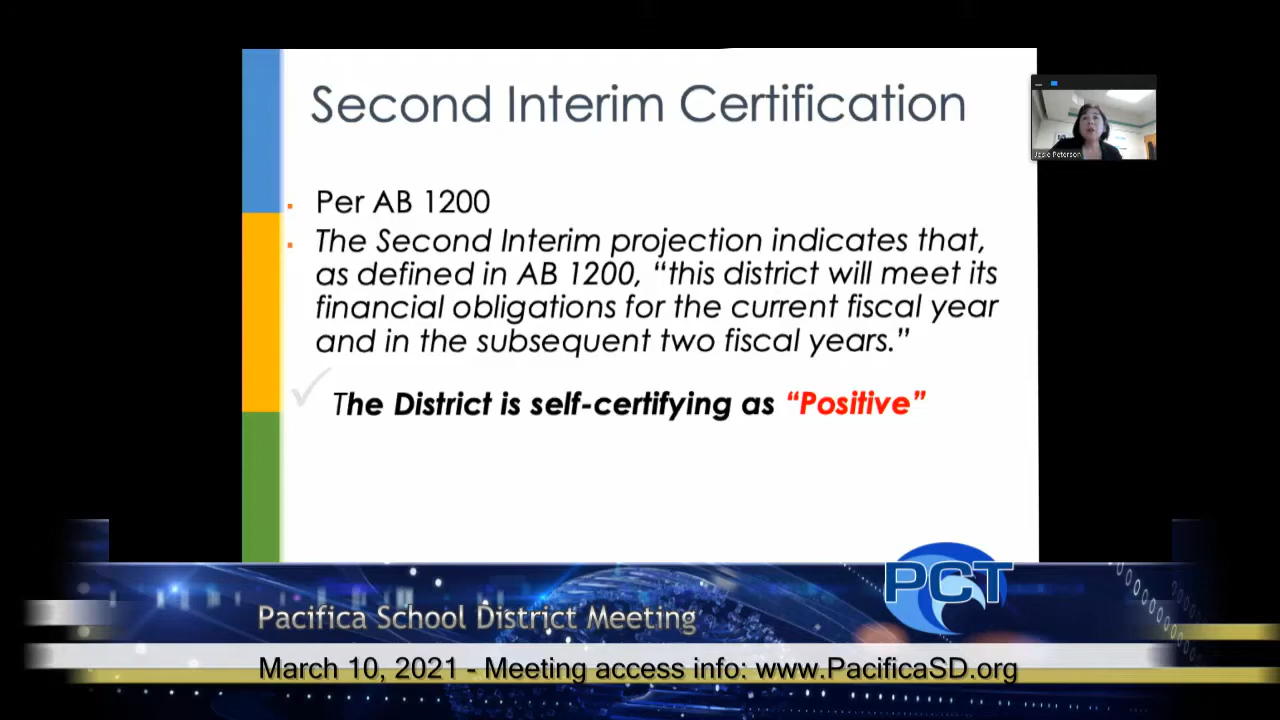 Second Interim Certification
Per AB 1200
The Second Interim projection indicates that,
as defined in AB 1200, “this district will meet its
financial obligations for the current fiscal year
and in the subsequent two fiscal years.”
The District is self-certifying as “Positive”
Peterson
PCT
Pacifica School District Meeting
March 10, 2021 - Meeting access info: www.PacificaSD.org